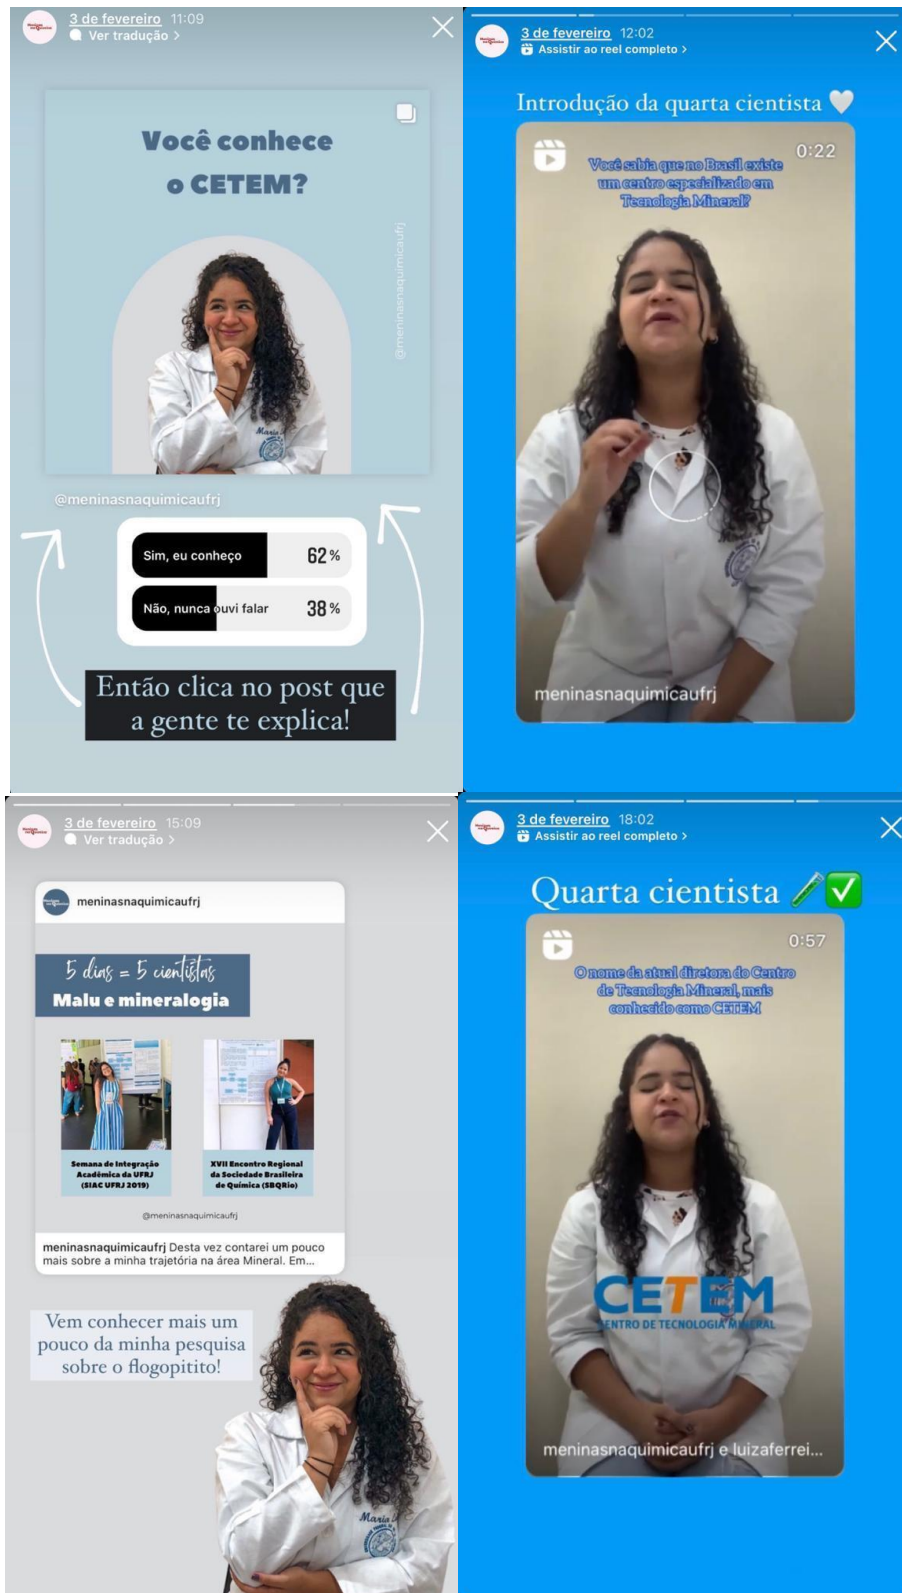 3 de fevereiro 11:09
Ver tradução >
Você conhece
o CETEM?
@meninasnaquimicaufrj
Maria
@meninasnaquimicaufrj
Sim, eu conheço 62%
Não, nunca ouvi falar 38%
Então clica no post que
a gente te explica!
3 de fevereiro 12:02
Assistir ao reel completo >
Introdução da quarta cientista
0:22
Você sabia que no Brasil existe
um centro especializado em
Tecnologia Mineral?
meninasnaquimicaufrj
3 de fevereiro 15:09
Ver tradução >
meninasnaquimicaufrj
5 dias = 5 cientistas
Malu e mineralogia
Semana de Integração
Acadêmica da UFRJ
(SIAC UFRJ 2019)
XVII Encontro Regional
da Sociedade Brasileira
de Química (SBQRio)
@meninasnaquimicaufrj
meninasnaquimicaufrj Desta vez contarei um pouco
mais sobre a minha trajetória na área Mineral. Em...
Vem conhecer mais um
pouco da minha pesquisa
sobre o flogopitito!
Maria
3 de fevereiro 18:02
Assistir ao reel completo >
Quarta cientista
0:57
O nome da atual diretora do Centro
de Tecnologia Mineral, mais
conhecido como CETEM
CETEM
CENTRO DE TECNOLOGIA MINERAL
meninasnaquimicaufrj e luizaferrei...